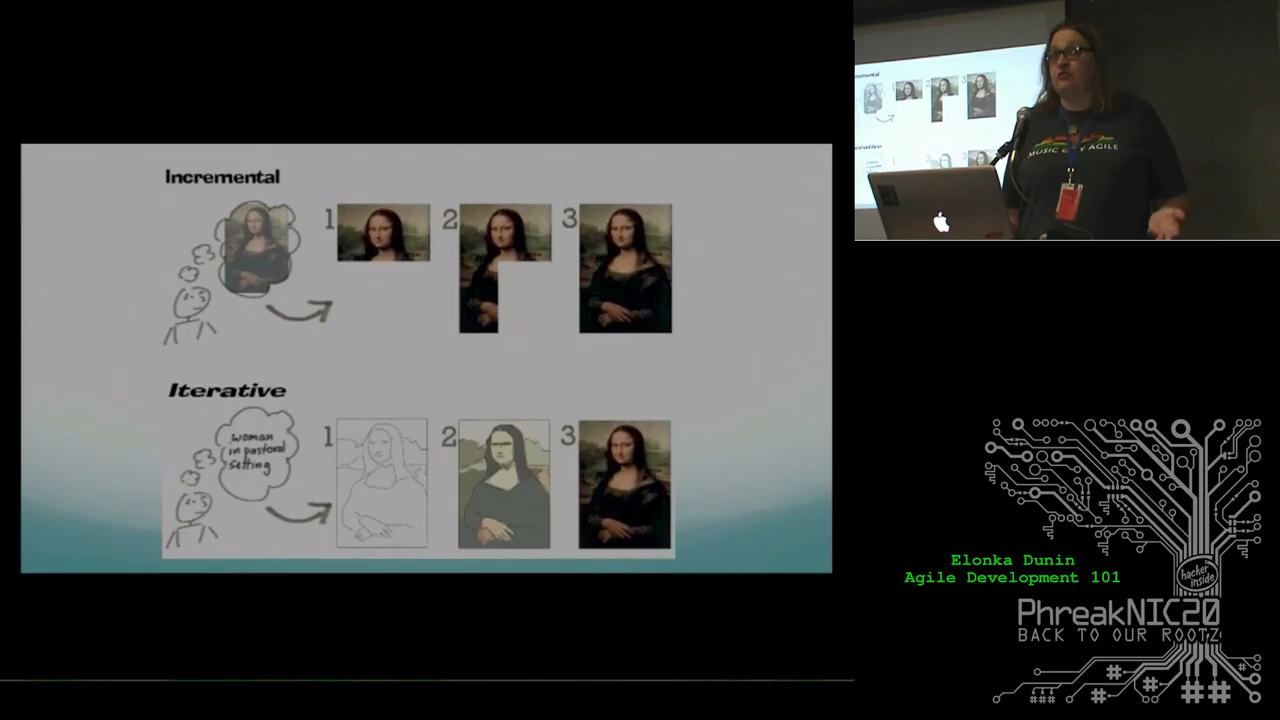 Incremental
1
2
3
Iterative
woman
in pastoral
setting
1
2
3
MUSIC CITY AGILE
Elonka Dunin
Agile Development 101
hacker
inside
PhreakNIC20
BACK TO OUR ROOTZ